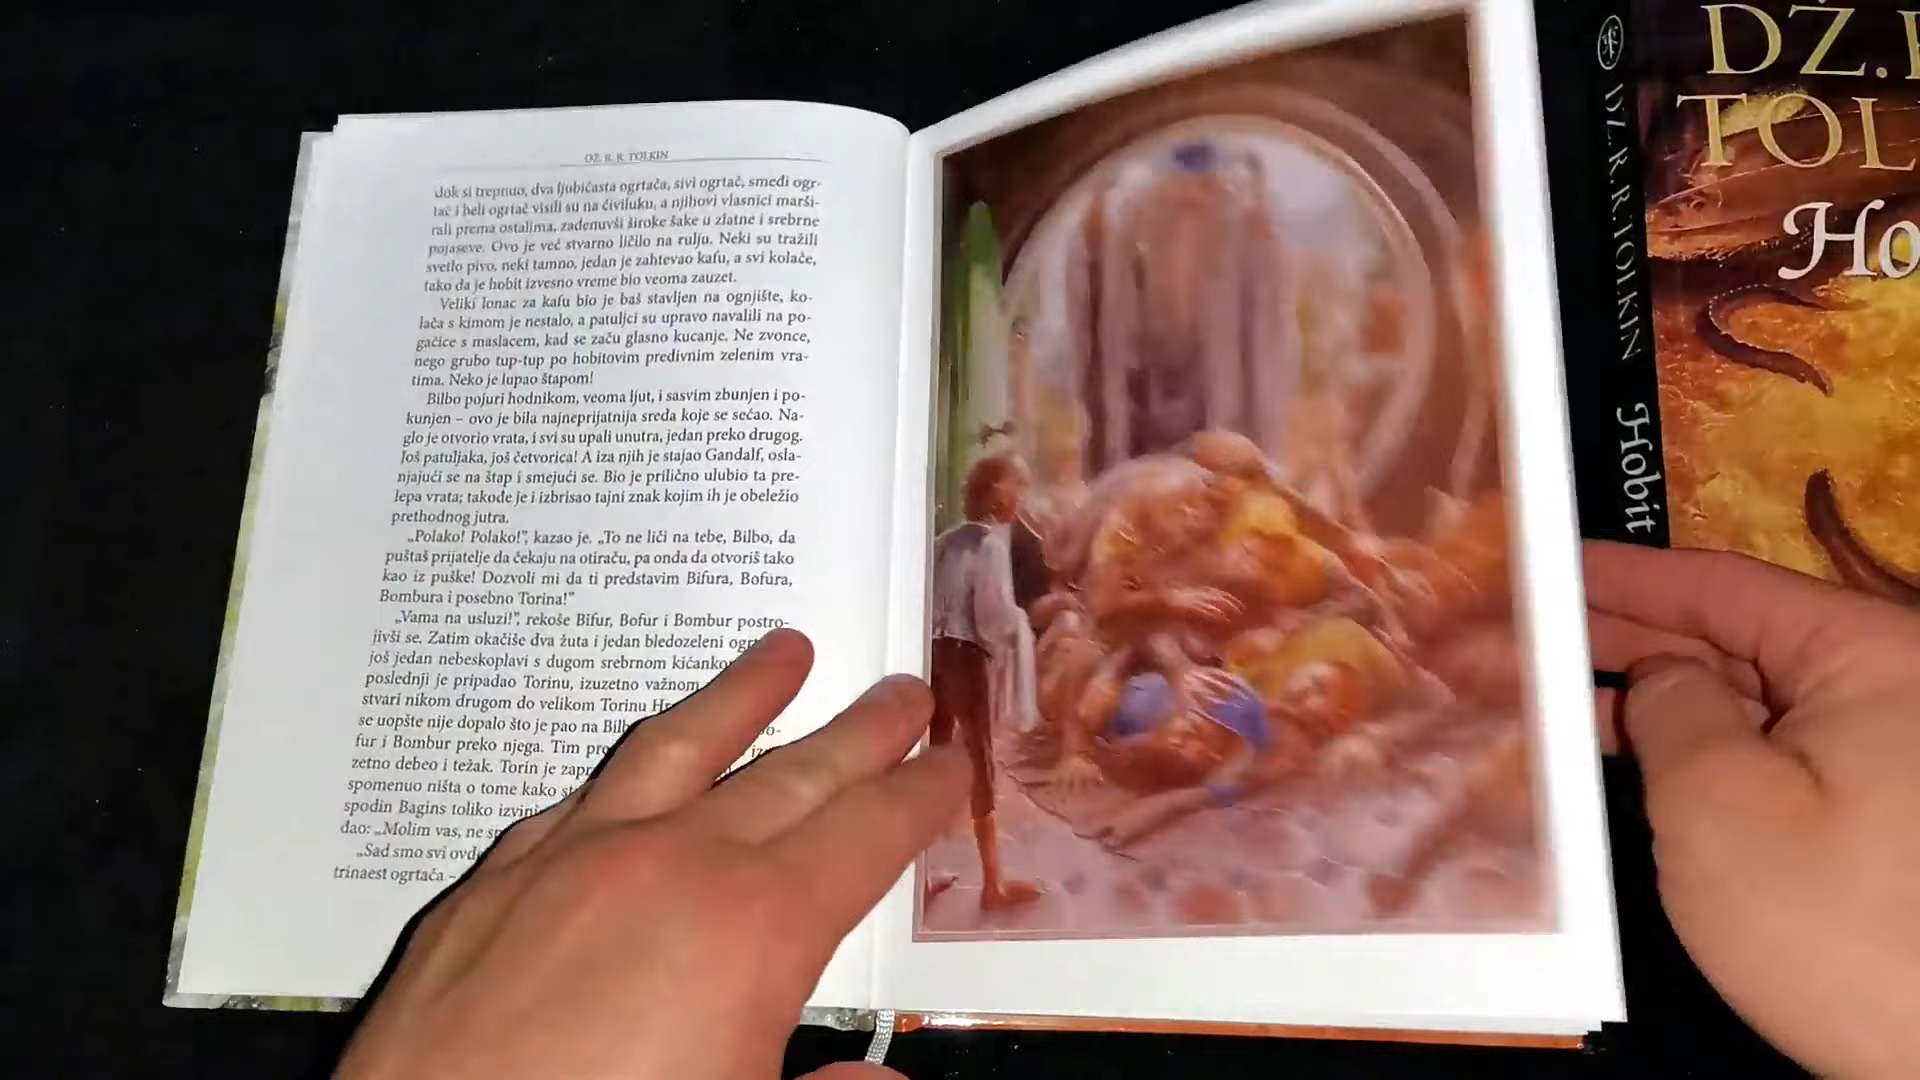 DŽ. R. R. TOLKIN
dok si trepnuo, dva ljubičasta ogrtača, sivi ogrtač, smeđi ogr-
tač i beli ogrtač visili su na čiviluku, a njihovi vlasnici marši-
rali prema ostalima, zadenuvši široke šake u zlatne i srebrne
pojaseve. Ovo je već stvarno ličilo na rulju. Neki su tražili
svetlo pivo, neki tamno, jedan je zahtevao kafu, a svi kolače,
tako da je hobit izvesno vreme bio veoma zauzet.
Veliki lonac za kafu bio je baš stavljen na ognjište, ko-
lača s kimom je nestalo, a patuljci su upravo navalili na po-
gačice s maslacem, kad se začu glasno kucanje. Ne zvonce,
nego grubo tup-tup po hobitovim predivnim zelenim vra-
tima. Neko je lupao štapom!
Bilbo pojuri hodnikom, veoma ljut, i sasvim zbunjen i po-
kunjen – ovo je bila najneprijatnija sreda koje se sećao. Na-
glo je otvorio vrata, i svi su upali unutra, jedan preko drugog.
Još patuljaka, još četvorica! A iza njih je stajao Gandalf, osla-
njajući se na štap i smejući se. Bio je prilično ulubio ta pre-
lepa vrata; takođe je i izbrisao tajni znak kojim ih je obeležio
prethodnog jutra.
„Polako! Polako!”, kazao je. „To ne liči na tebe, Bilbo, da
puštaš prijatelje da čekaju na otiraču, pa onda da otvoriš tako
kao iz puške! Dozvoli mi da ti predstavim Bifura, Bofura,
Bombura i posebno Torina!”
„Vama na usluzi!”, rekoše Bifur, Bofur i Bombur postro-
jivši se. Zatim okačiše dva žuta i jedan bledozeleni
još jedan nebeskoplavi s dugom srebrnom
poslednji je pripadao Torinu, izuzetno važnom
stvari nikom drugom do velikom Torinu
se uopšte nije dopalo što je pao na
fur i Bombur preko njega. Tim
zetno debeo i težak. Torin je
spomenuo ništa o tome kako
spodin Bagins toliko
dao: „Molim vas, ne
„Sad smo svi
trinaest ogrtača –
DŽ. R. R. TOLKIN Hobit
DŽ.
TOL
Ho